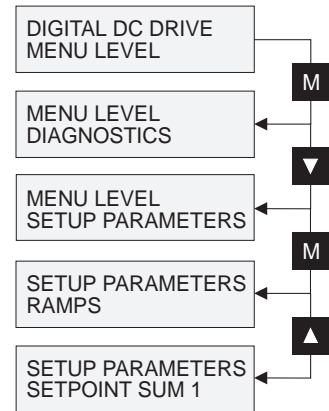 DIGITAL DC DRIVE
MENU LEVEL
M
MENU LEVEL
DIAGNOSTICS
MENU LEVEL
SETUP PARAMETERS
M
SETUP PARAMETERS
RAMPS
SETUP PARAMETERS
SETPOINT SUM 1